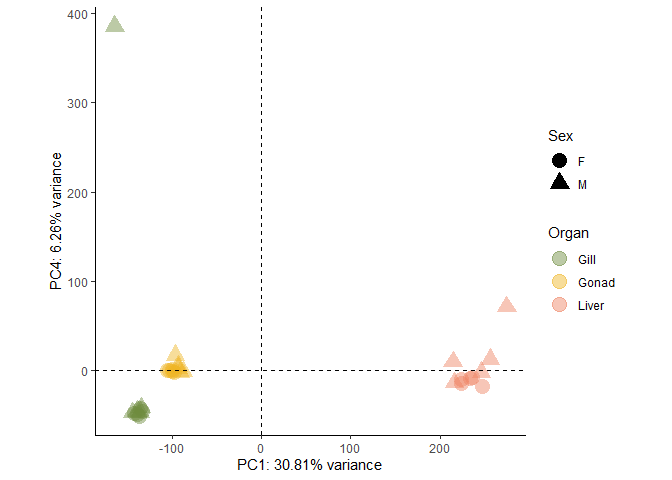 400
300
200
100
0
PC4: 6.26% variance
-100
0
100
200
PC1: 30.81% variance
Sex
F
M
Organ
Gill
Gonad
Liver